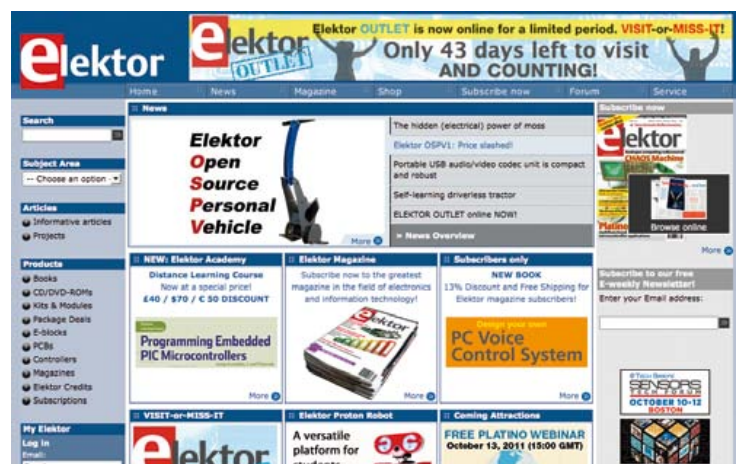 elektor
elektor
OUTLET
Elektor OUTLET is now online for a limited period. VISIT-or-MISS-IT!
Only 43 days left to visit
AND COUNTING!
Home
News
Magazine
Shop
Subscribe now
Forum
Service
Search
Subject Area
-- Choose an option -
Articles
Informative articles
Projects
Products
Books
CD/DVD-ROMs
Kits & Modules
Package Deals
E-blocks
PCBs
Controllers
Magazines
Elektor Credits
Subscriptions
My Elektor
Log in
Email:
News
Elektor
Open
Source
Personal
Vehicle
More
The hidden (electrical) power of moss
Elektor OSPV1: Price slashed!
Portable USB audio/video codec unit is compact
and robust
Self-learning driverless tractor
ELEKTOR OUTLET online NOW!
» News Overview
NEW: Elektor Academy
Distance Learning Course
Now at a special price!
£40 / $70 / € 50 DISCOUNT
Programming Embedded
PIC Microcontrollers
More
Elektor Magazine
Subscribe now to the greatest
magazine in the field of electronics
and information technology!
elektor
More
Subscribers only
NEW BOOK
13% Discount and Free Shipping for
Elektor magazine subscribers!
Design your own
PC Voice
Control System
More
VISIT-or-MISS-IT
elektor
Elektor Proton Robot
A versatile
platform for
students
Coming Attractions
FREE PLATINO WEBINAR
October 13, 2011 (15:00 GMT)
Subscribe now
elektor
CHAOS Machine
Platino
Browse online
More
Subscribe to our free
E-weekly Newsletter!
Enter your Email address:
SENSORS
TECH FORUM
OCTOBER 10-12
BOSTON